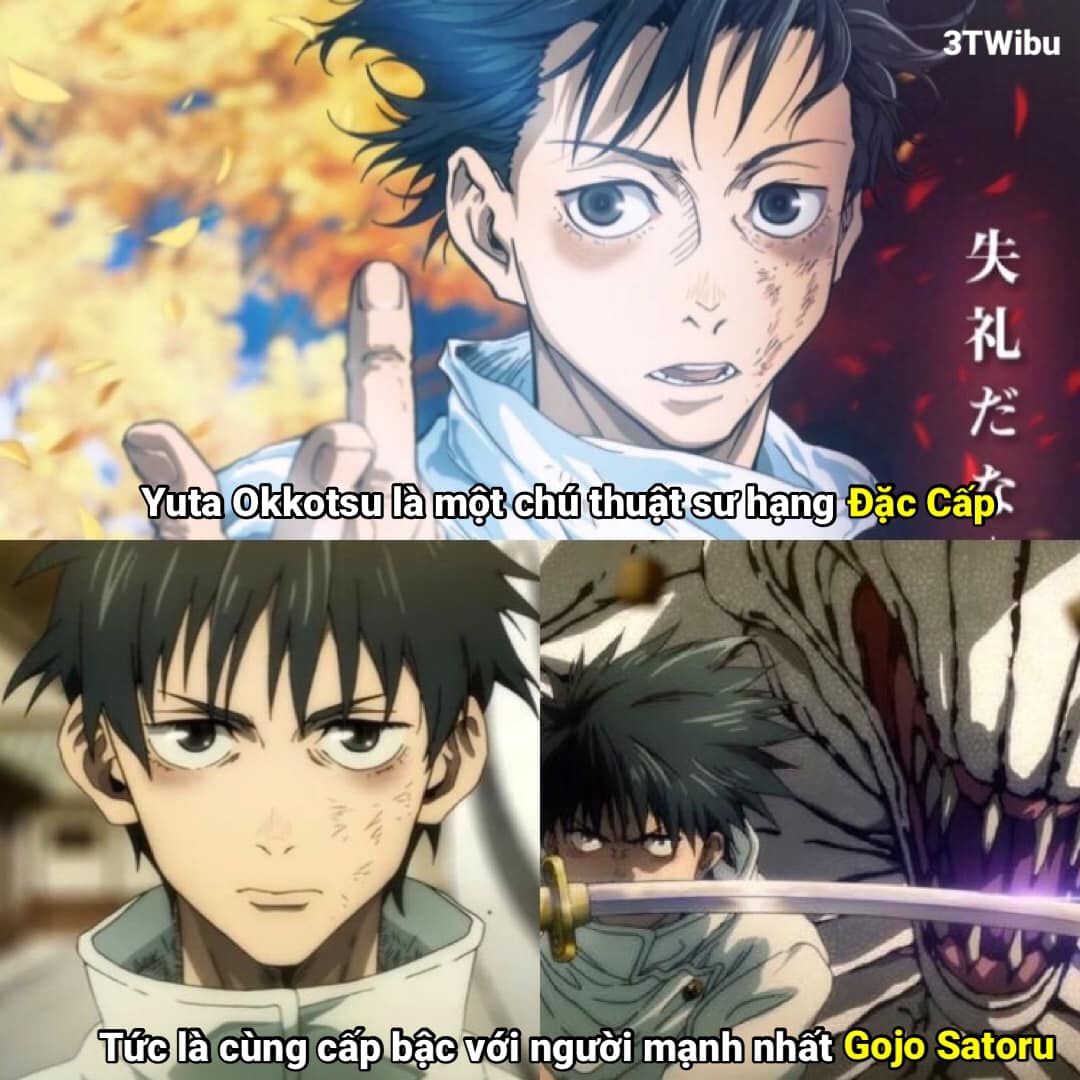 3TWibu
失礼だな
Yuta Okkotsu là một chú thuật sư hạng Đặc Cấp
Tức là cùng cấp bậc với người mạnh nhất Gojo Satoru